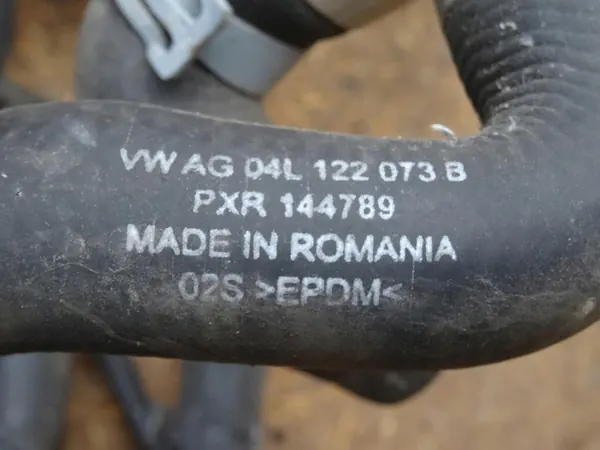 VW AG 04L 122 073 B
PXR 144789
MADE IN ROMANIA
02S >EPDM<